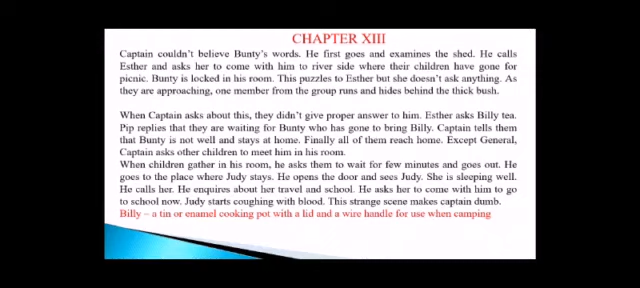 CHAPTER XIII
Captain couldn't believe Bunty's words. He first goes and examines the shed. He calls
Esther and asks her to come with him to river side where their children have gone for
picnic. Bunty is locked in his room. This puzzles to Esther but she doesn't ask anything. As
they are approaching, one member from the group runs and hides behind the thick bush.
When Captain asks about this, they didn't give proper answer to him. Esther asks Billy tea.
Pip replies that they are waiting for Bunty who has gone to bring Billy. Captain tells them
that Bunty is not well and stays at home. Finally all of them reach home. Except General,
Captain asks other children to meet him in his room.
When children gather in his room, he asks them to wait for few minutes and goes out. He
goes to the place where Judy stays. He opens the door and sees Judy. She is sleeping well.
He calls her. He enquires about her travel and school. He asks her to come with him to go
to school now. Judy starts coughing with blood. This strange scene makes captain dumb.
Billy – a tin or enamel cooking pot with a lid and a wire handle for use when camping